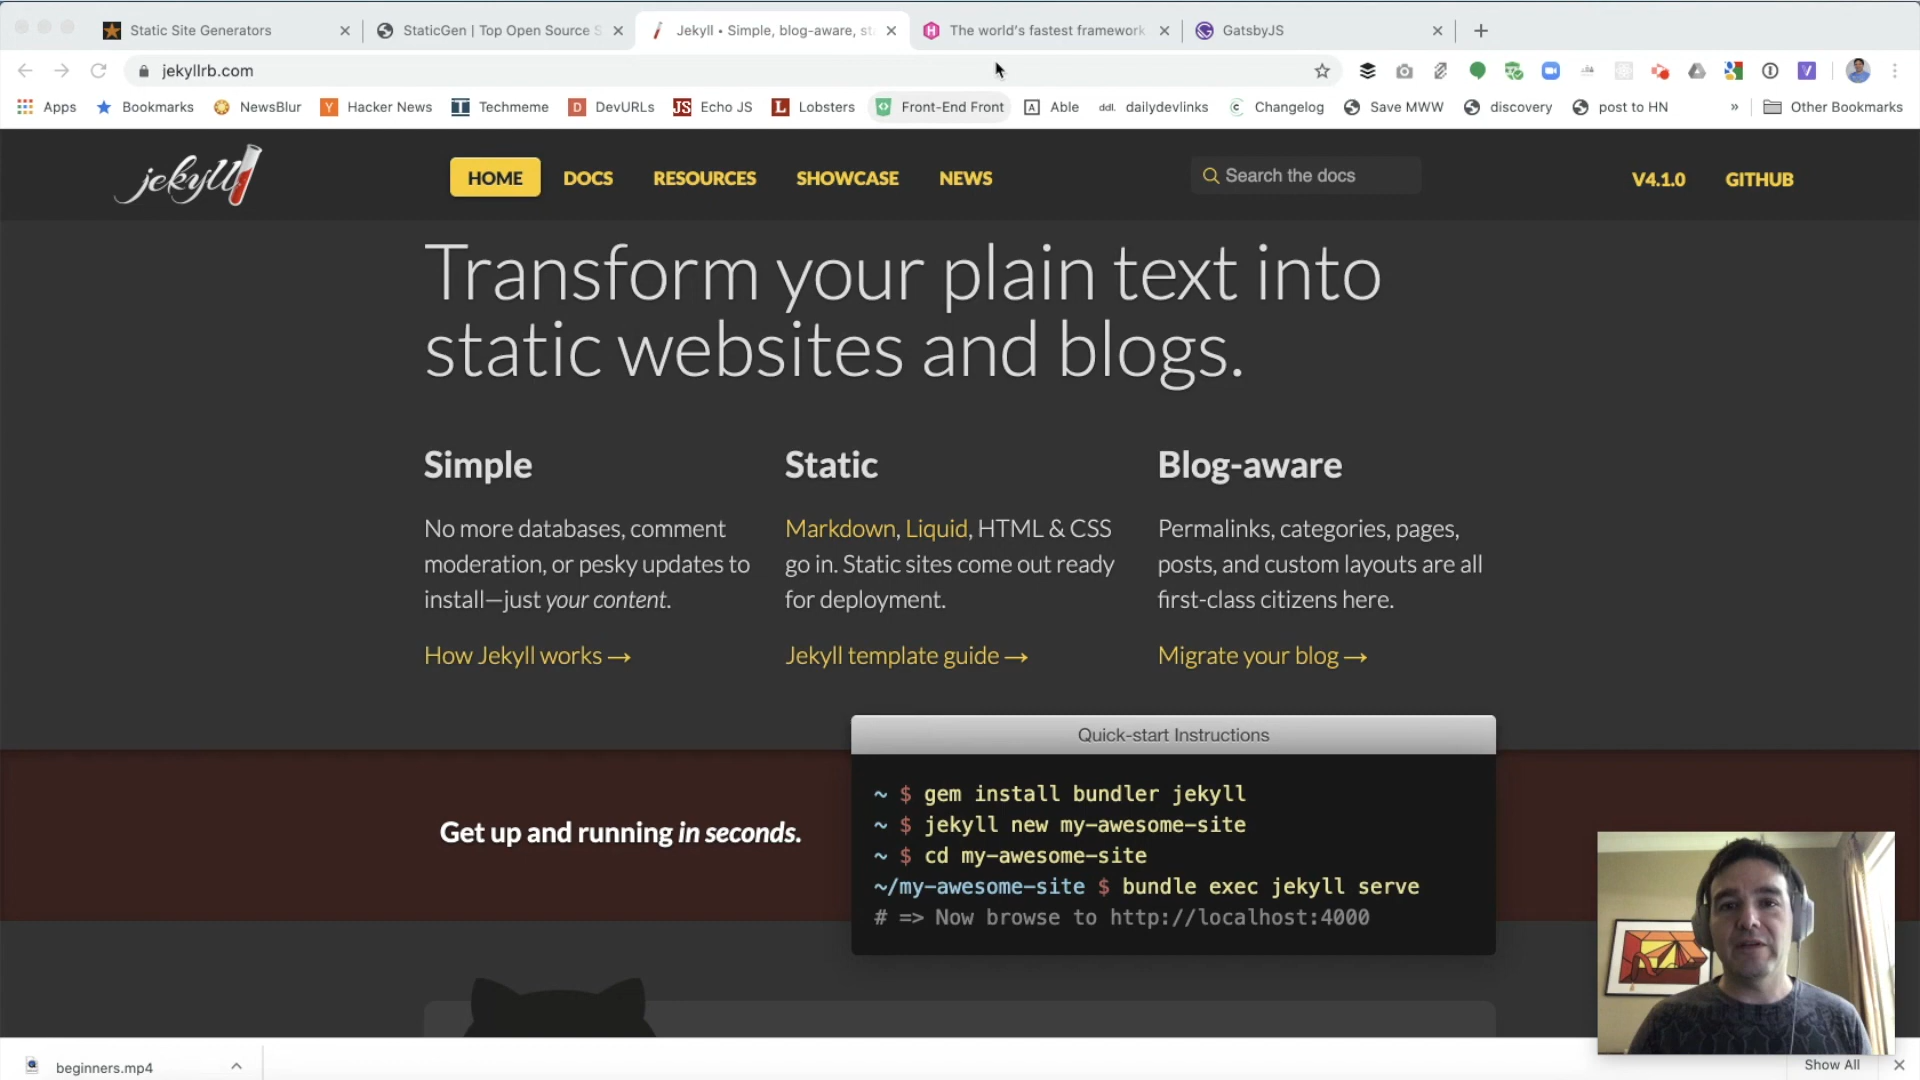 Static Site Generators
StaticGen | Top Open Source S
Jekyll • Simple, blog-aware, sta
The world's fastest framework
GatsbyJS
jekyllrb.com
Apps
Bookmarks
NewsBlur
Hacker News
Techmeme
DevURLs
Echo JS
Lobsters
Front-End Front
Able
dailydevlinks
Changelog
Save MWW
discovery
post to HN
»
Other Bookmarks
jekyll
HOME
DOCS
RESOURCES
SHOWCASE
NEWS
Search the docs
V4.1.0
GITHUB
Transform your plain text into
static websites and blogs.
Simple
No more databases, comment
moderation, or pesky updates to
install—just your content.
How Jekyll works →
Static
Markdown, Liquid, HTML & CSS
go in. Static sites come out ready
for deployment.
Jekyll template guide →
Blog-aware
Permalinks, categories, pages,
posts, and custom layouts are all
first-class citizens here.
Migrate your blog →
Get up and running in seconds.
Quick-start Instructions
~ $ gem install bundler jekyll
~ $ jekyll new my-awesome-site
~ $ cd my-awesome-site
~/my-awesome-site $ bundle exec jekyll serve
# => Now browse to http://localhost:4000
beginners.mp4
Show All